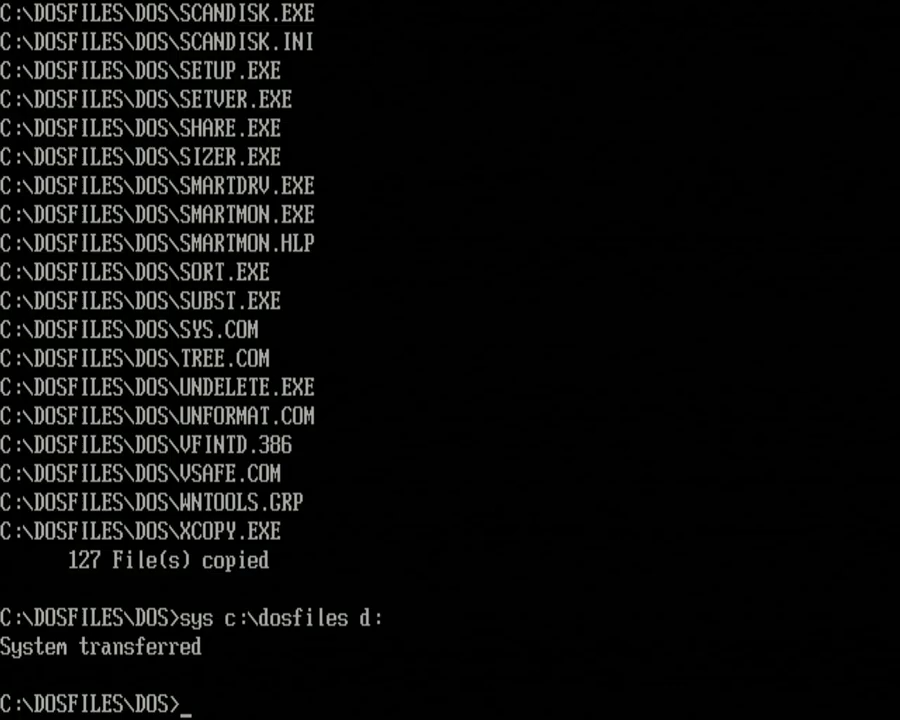 C:\DOSFILES\DOS\SCANDISK.EXE
C:\DOSFILES\DOS\SCANDISK.INI
C:\DOSFILES\DOS\SETUP.EXE
C:\DOSFILES\DOS\SETVER.EXE
C:\DOSFILES\DOS\SHARE.EXE
C:\DOSFILES\DOS\SIZER.EXE
C:\DOSFILES\DOS\SMARTDRV.EXE
C:\DOSFILES\DOS\SMARTMON.EXE
C:\DOSFILES\DOS\SMARTMON.HLP
C:\DOSFILES\DOS\SORT.EXE
C:\DOSFILES\DOS\SUBST.EXE
C:\DOSFILES\DOS\SYS.COM
C:\DOSFILES\DOS\TREE.COM
C:\DOSFILES\DOS\UNDELETE.EXE
C:\DOSFILES\DOS\UNFORMAT.COM
C:\DOSFILES\DOS\VFINTD.386
C:\DOSFILES\DOS\VSAFE.COM
C:\DOSFILES\DOS\WNTOOLS.GRP
C:\DOSFILES\DOS\XCOPY.EXE
127 File(s) copied
C:\DOSFILES\DOS>sys c:\dosfiles d:
System transferred
C:\DOSFILES\DOS>_